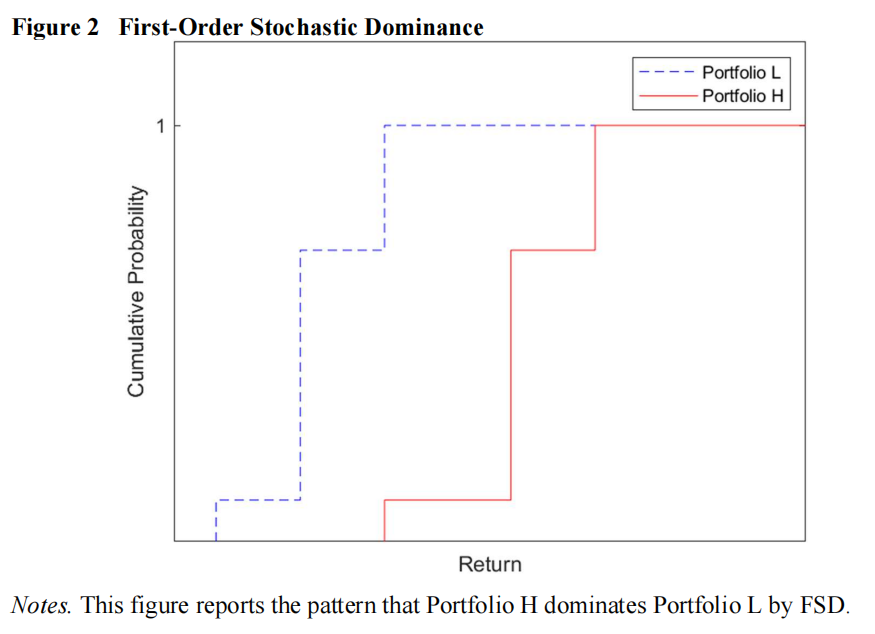 Figure 2 First-Order Stochastic Dominance
Portfolio L
Portfolio H
1
Cumulative Probability
Return
Notes. This figure reports the pattern that Portfolio H dominates Portfolio L by FSD.